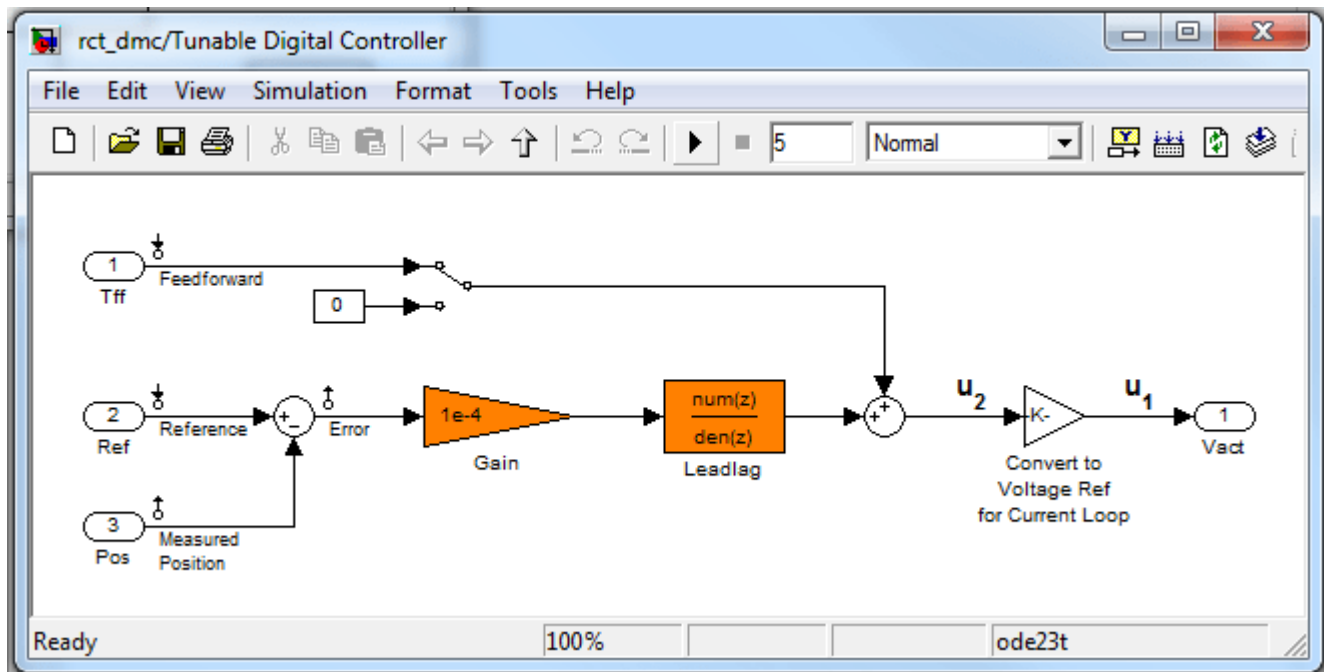 rct_dmc/Tunable Digital Controller
File Edit View Simulation Format Tools Help
5 Normal
1
Feedforward
Tff
0
2
Reference
Ref
Error
1e-4
Gain
num(z)
den(z)
Leadlag
u2
-K-
u1
1
Vact
Convert to
Voltage Ref
for Current Loop
3
Pos
Measured
Position
Ready 100% ode23t